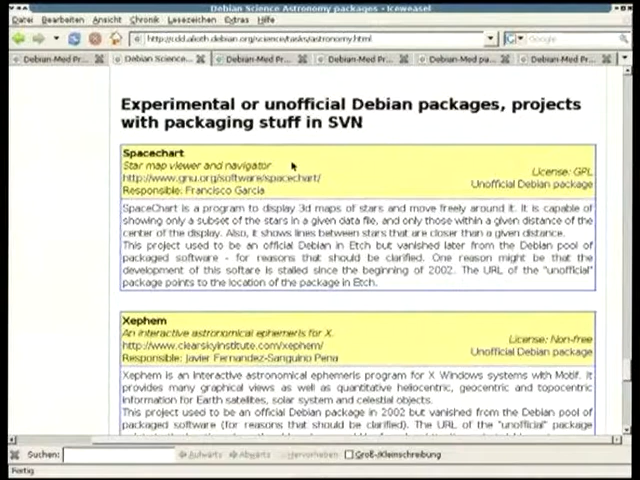 Debian Science Astronomy packages - Iceweasel
Datei Bearbeiten Ansicht Chronik Lesezeichen Extras Hilfe
http://cdd.alioth.debian.org/science/tasks/astronomy.html
Google
Debian-Med Pr... Debian Science... Debian-Med Pr... Debian-Med Pr... Debian-Med pa... Debian-Med Pr...
Experimental or unofficial Debian packages, projects
with packaging stuff in SVN
Spacechart
Star map viewer and navigator
License: GPL
http://www.gnu.org/software/spacechart/
Unofficial Debian package
Responsible: Francisco Garcia
SpaceChart is a program to display 3d maps of stars and move freely around it. It is capable of
showing only a subset of the stars in a given data file, and only those within a given distance of the
center of the display. Also, it shows lines between stars that are closer than a given distance.
This project used to be an official Debian in Etch but vanished later from the Debian pool of
packaged software - for reasons that should be clarified. One reason might be that the
development of this softare is stalled since the beginning of 2002. The URL of the "unofficial"
package points to the location of the package in Etch.
Xephem
An interactive astronomical ephemeris for X
License: Non-free
http://www.clearskyinstitute.com/xephem/
Unofficial Debian package
Responsible: Javier Fernandez-Sanguino Pena
Xephem is an interactive astronomical ephemeris program for X Windows systems with Motif. It
provides many graphical views as well as quantitative heliocentric, geocentric and topocentric
information for Earth satellites, solar system and celestial objects.
This project used to be an official Debian package in 2002 but vanished from the Debian pool of
packaged software (for reasons that should be clarified). The URL of the "unofficial" package
Suchen: Aufwärts Abwärts Hervorheben Groß-/Kleinschreibung
Fertig